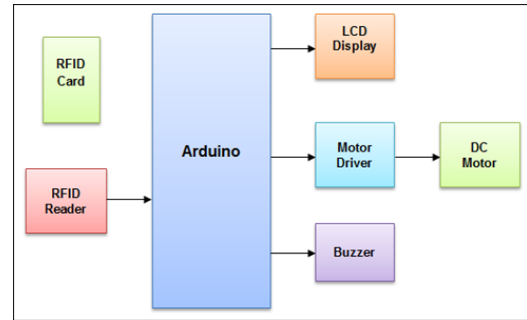 RFID
Card
RFID
Reader
Arduino
LCD
Display
Motor
Driver
DC
Motor
Buzzer